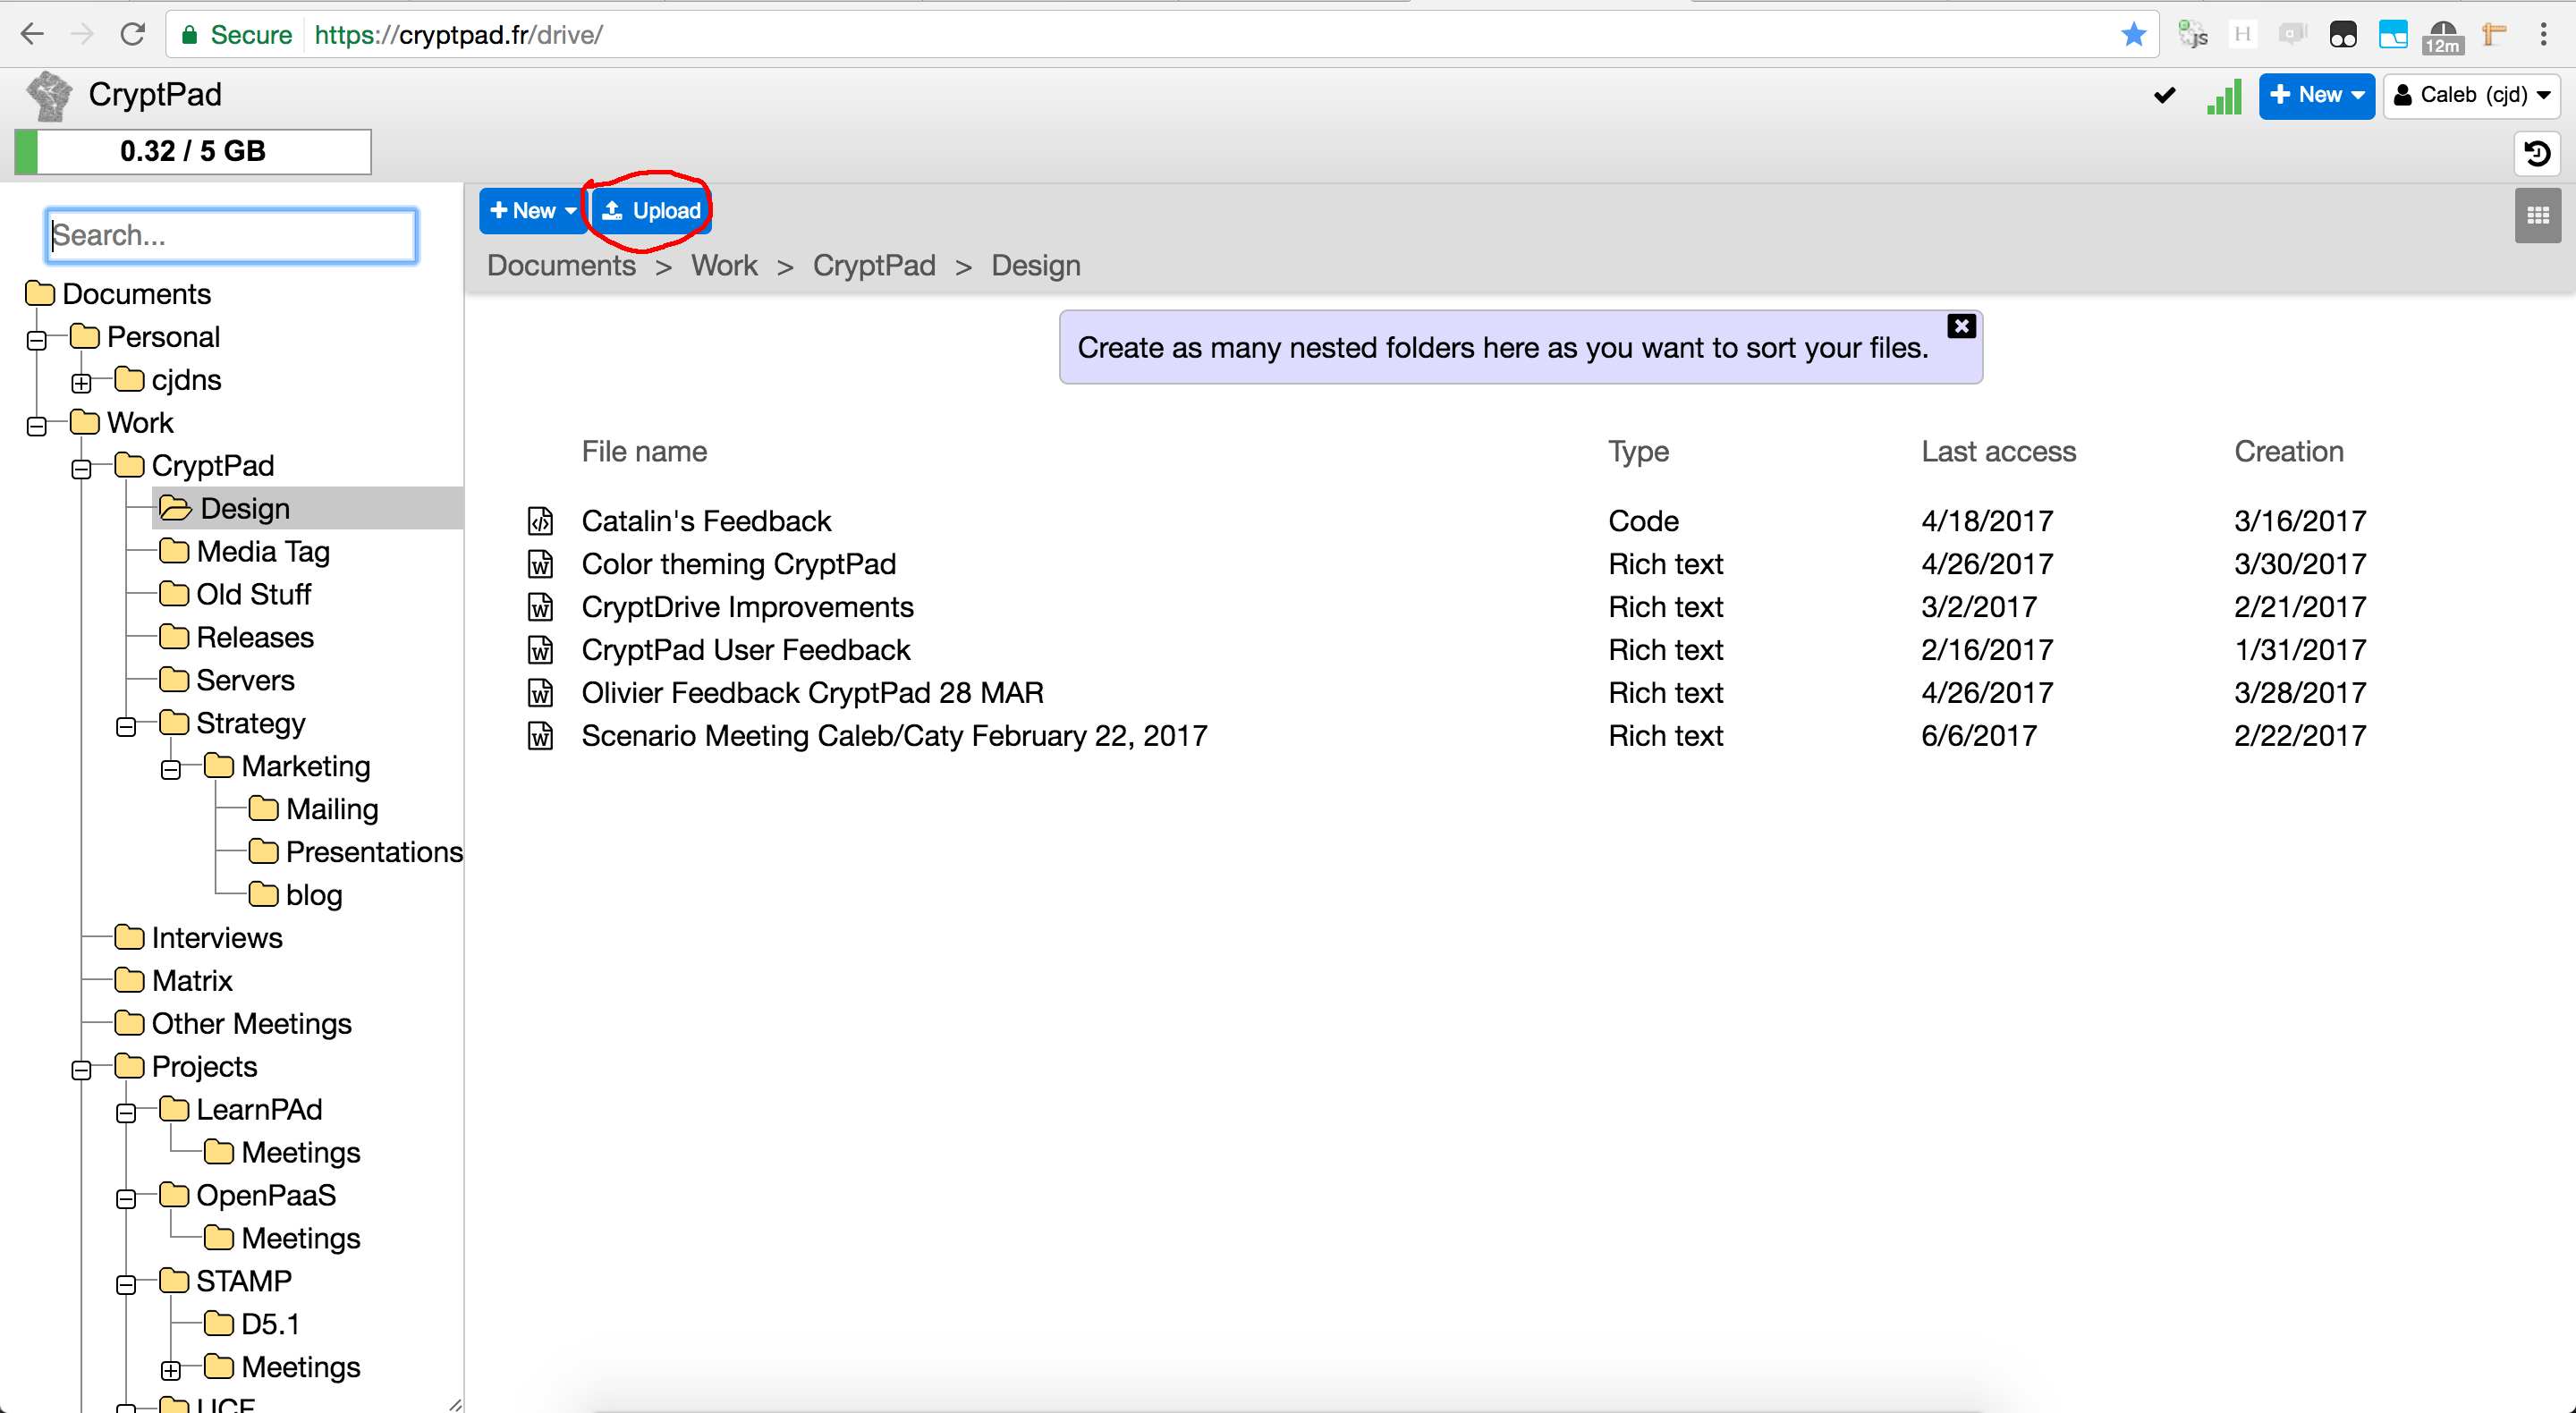 Secure https://cryptpad.fr/drive/
js H a 12m
CryptPad
New Caleb (cjd)
0.32 / 5 GB
New Upload
Search...
Documents > Work > CryptPad > Design
Documents
Personal
cjdns
Work
CryptPad
Design
Media Tag
Old Stuff
Releases
Servers
Strategy
Marketing
Mailing
Presentations
blog
Interviews
Matrix
Other Meetings
Projects
LearnPAd
Meetings
OpenPaaS
Meetings
STAMP
D5.1
Meetings
UCF
Create as many nested folders here as you want to sort your files.
File name Type Last access Creation
Catalin's Feedback Code 4/18/2017 3/16/2017
Color theming CryptPad Rich text 4/26/2017 3/30/2017
CryptDrive Improvements Rich text 3/2/2017 2/21/2017
CryptPad User Feedback Rich text 2/16/2017 1/31/2017
Olivier Feedback CryptPad 28 MAR Rich text 4/26/2017 3/28/2017
Scenario Meeting Caleb/Caty February 22, 2017 Rich text 6/6/2017 2/22/2017